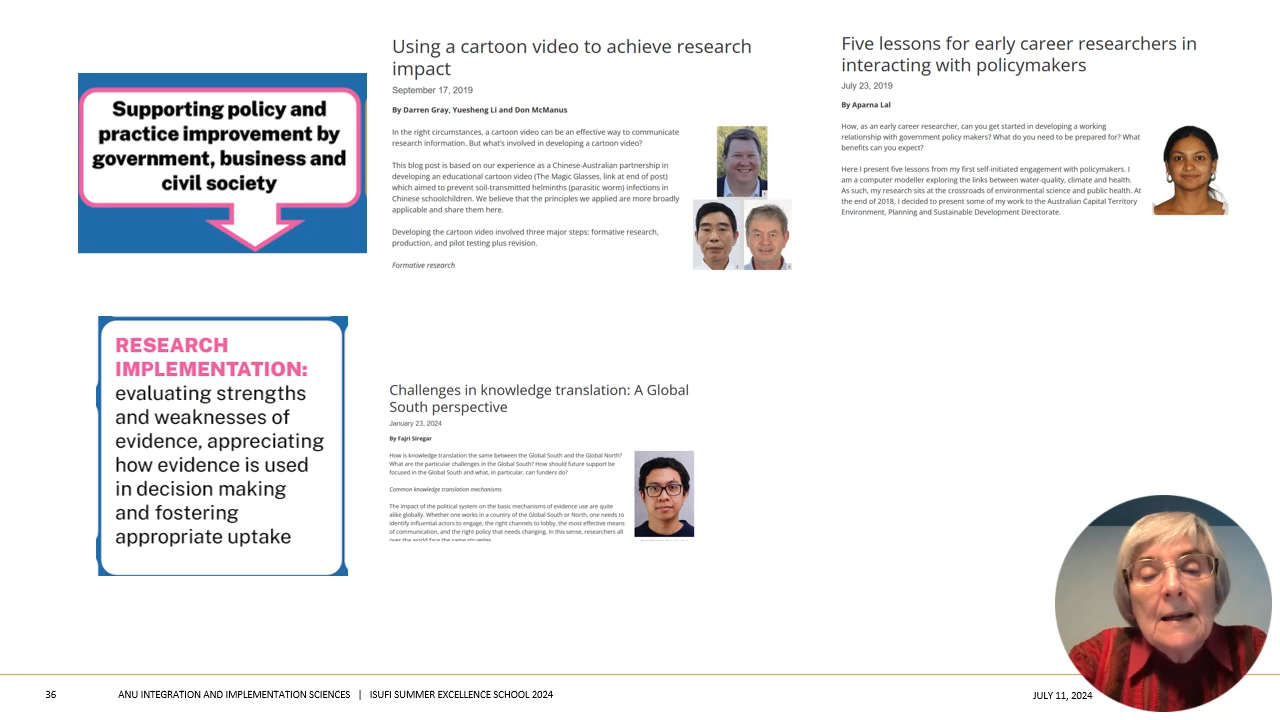 Supporting policy and
practice improvement by
government, business and
civil society
RESEARCH
IMPLEMENTATION:
evaluating strengths
and weaknesses of
evidence, appreciating
how evidence is used
in decision making
and fostering
appropriate uptake
Using a cartoon video to achieve research
impact
September 17, 2019
By Darren Gray, Yuesheng Li and Don McManus
In the right circumstances, a cartoon video can be an effective way to communicate
research information. But what's involved in developing a cartoon video?
This blog post is based on our experience as a Chinese-Australian partnership in
developing an educational cartoon video (The Magic Glasses, link at end of post)
which aimed to prevent soil-transmitted helminths (parasitic worm) infections in
Chinese schoolchildren. We believe that the principles we applied are more broadly
applicable and share them here.
Developing the cartoon video involved three major steps: formative research,
production, and pilot testing plus revision.
Formative research
Five lessons for early career researchers in
interacting with policymakers
July 23, 2019
By Aparna Lal
How, as an early career researcher, can you get started in developing a working
relationship with government policy makers? What do you need to be prepared for? What
benefits can you expect?
Here I present five lessons from my first self-initiated engagement with policymakers. I
am a computer modeller exploring the links between water-quality, climate and health.
As such, my research sits at the crossroads of environmental science and public health. At
the end of 2018, I decided to present some of my work to the Australian Capital Territory
Environment, Planning and Sustainable Development Directorate.
Challenges in knowledge translation: A Global
South perspective
January 23, 2024
By Fajri Siregar
How is knowledge translation the same between the Global South and the Global North?
What are the particular challenges in the Global South? How should future support be
focused in the Global South and what, in particular, can funders do?
Common knowledge translation mechanisms
The impact of the political system on the basic mechanisms of evidence use are quite
alike globally. Whether one works in a country of the Global South or North, one needs to
identify influential actors to engage, the right channels to lobby, the most effective means
of communication, and the right policy that needs changing. In this sense, researchers all
over the world face the same struggles
36
ANU INTEGRATION AND IMPLEMENTATION SCIENCES | ISUFI SUMMER EXCELLENCE SCHOOL 2024
JULY 11, 2024